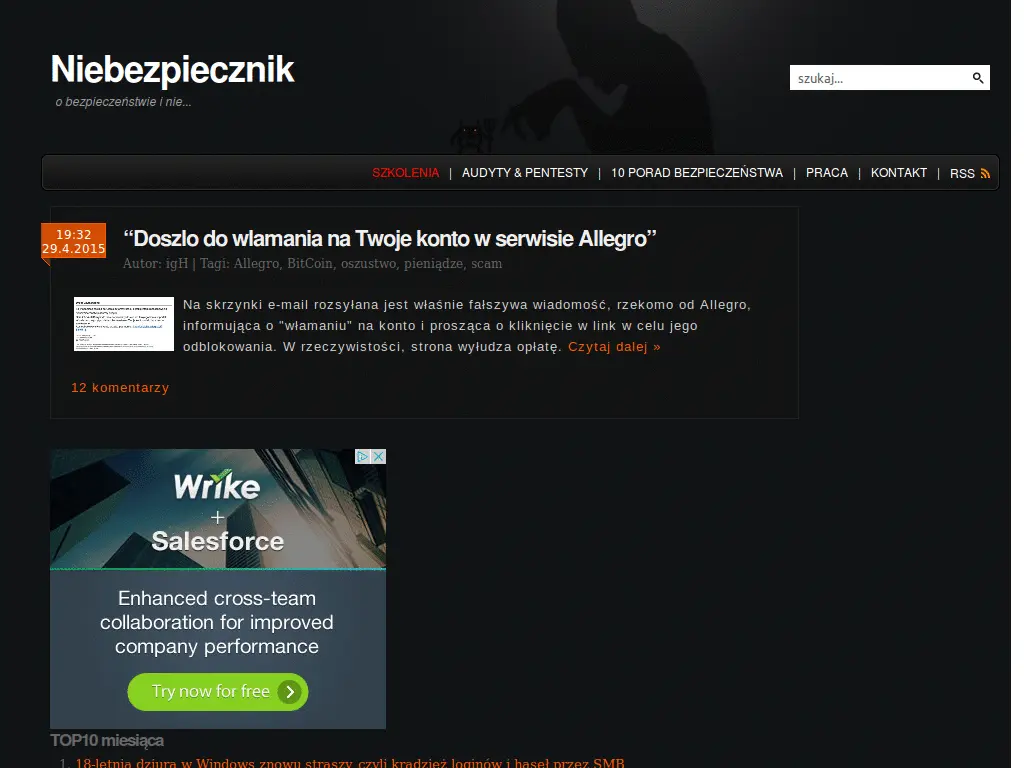 Niebezpiecznik
o bezpieczeństwie i nie...
szukaj...
SZKOLENIA | AUDYTY & PENTESTY | 10 PORAD BEZPIECZEŃSTWA | PRACA | KONTAKT | RSS
19:32
29.4.2015
“Doszlo do wlamania na Twoje konto w serwisie Allegro”
Autor: igH | Tagi: Allegro, BitCoin, oszustwo, pieniądze, scam
Na skrzynki e-mail rozsyłana jest właśnie fałszywa wiadomość, rzekomo od Allegro,
informująca o "włamaniu" na konto i prosząca o kliknięcie w link w celu jego
odblokowania. W rzeczywistości, strona wyłudza opłatę. Czytaj dalej »
12 komentarzy
Wrike
+
Salesforce
Enhanced cross-team
collaboration for improved
company performance
Try now for free
TOP10 miesiąca
1. 18-letnia dziura w Windows znowu straszy, czyli kradzież loginów i haseł przez SMB